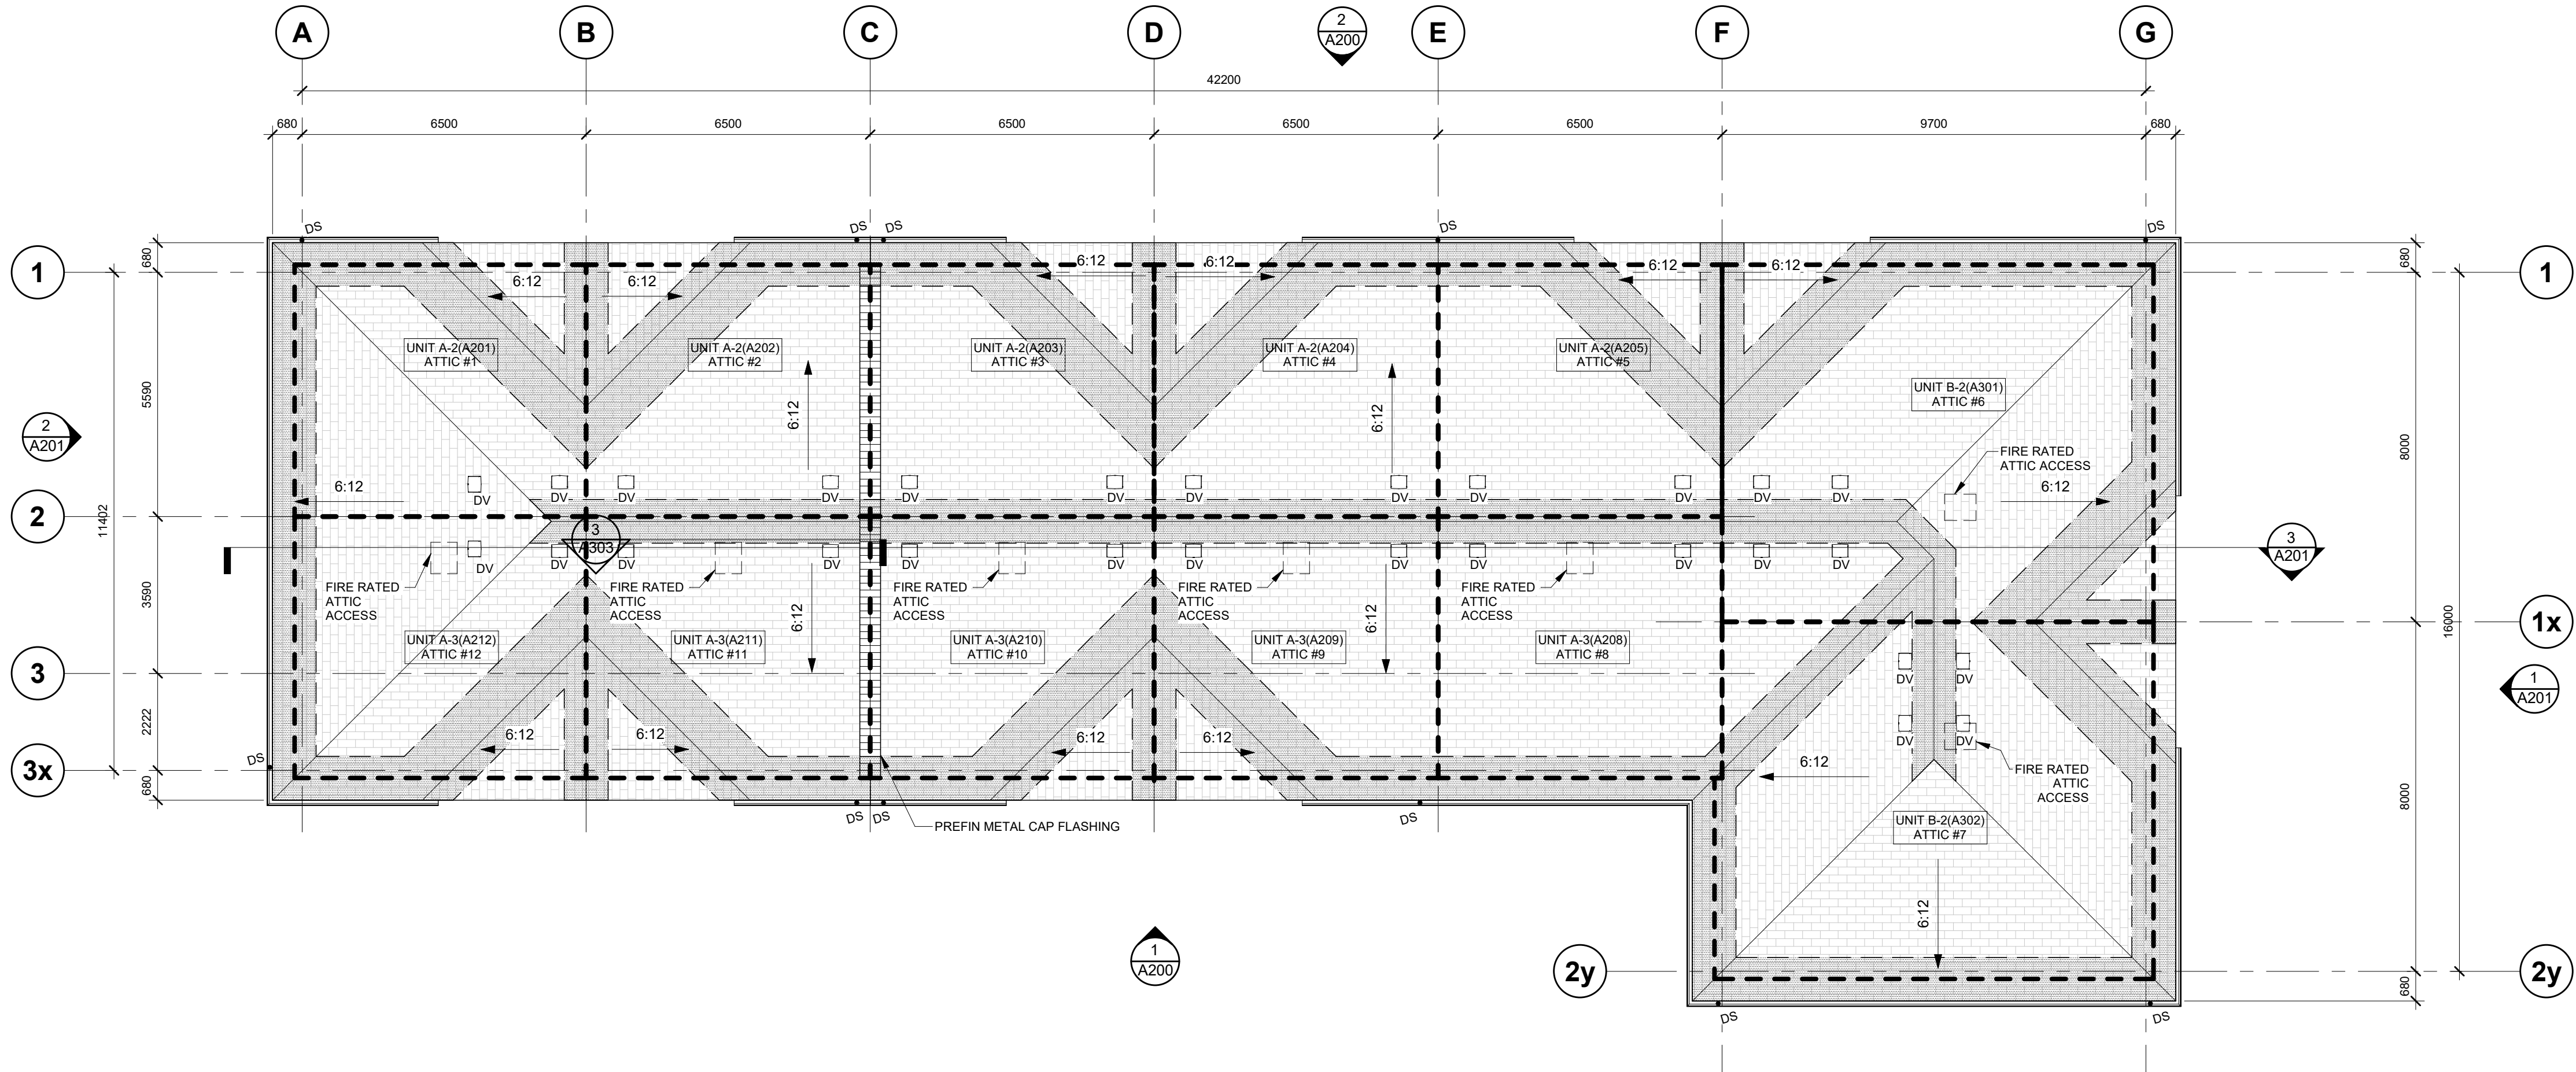 A
B
C
D
2
A200
E
F
G
42200
680
6500
6500
6500
6500
6500
9700
680
DS
DS
DS
DS
DS
1
680
680
1
6:12
6:12
6:12
6:12
6:12
6:12
5590
8000
UNIT A-2(A201)
ATTIC #1
UNIT A-2(A202)
ATTIC #2
UNIT A-2(A203)
ATTIC #3
UNIT A-2(A204)
ATTIC #4
UNIT A-2(A205)
ATTIC #5
UNIT B-2(A301)
ATTIC #6
6:12
6:12
2
A201
FIRE RATED
ATTIC ACCESS
6:12
6:12
DV
DV
DV
DV
DV
DV
DV
DV
DV
DV
DV
DV
2
11402
3
A303
3
A201
DV
DV
DV
DV
DV
DV
DV
DV
DV
DV
DV
DV
FIRE RATED
ATTIC
ACCESS
FIRE RATED
ATTIC
ACCESS
FIRE RATED
ATTIC
ACCESS
FIRE RATED
ATTIC
ACCESS
FIRE RATED
ATTIC
ACCESS
3590
6:12
6:12
16000
1x
UNIT A-3(A212)
ATTIC #12
UNIT A-3(A211)
ATTIC #11
UNIT A-3(A210)
ATTIC #10
UNIT A-3(A209)
ATTIC #9
UNIT A-3(A208)
ATTIC #8
3
DV
DV
1
A201
2222
6:12
6:12
6:12
6:12
DV
DV
DS
3x
680
6:12
FIRE RATED
ATTIC
ACCESS
8000
DS
DS
DS
PREFIN METAL CAP FLASHING
UNIT B-2(A302)
ATTIC #7
6:12
1
A200
2y
680
2y
DS
DS